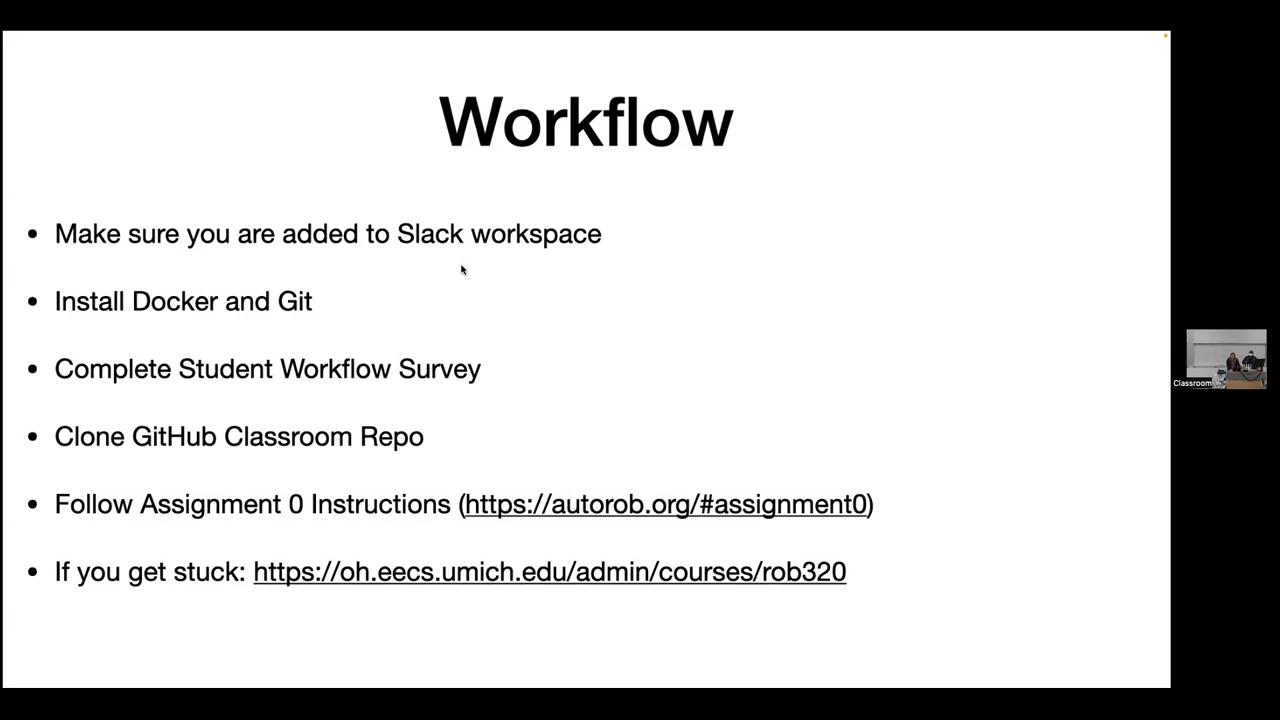 Workflow
• Make sure you are added to Slack workspace
• Install Docker and Git
• Complete Student Workflow Survey
• Clone GitHub Classroom Repo
• Follow Assignment 0 Instructions (https://autorob.org/#assignment0)
• If you get stuck: https://oh.eecs.umich.edu/admin/courses/rob320
Classroom